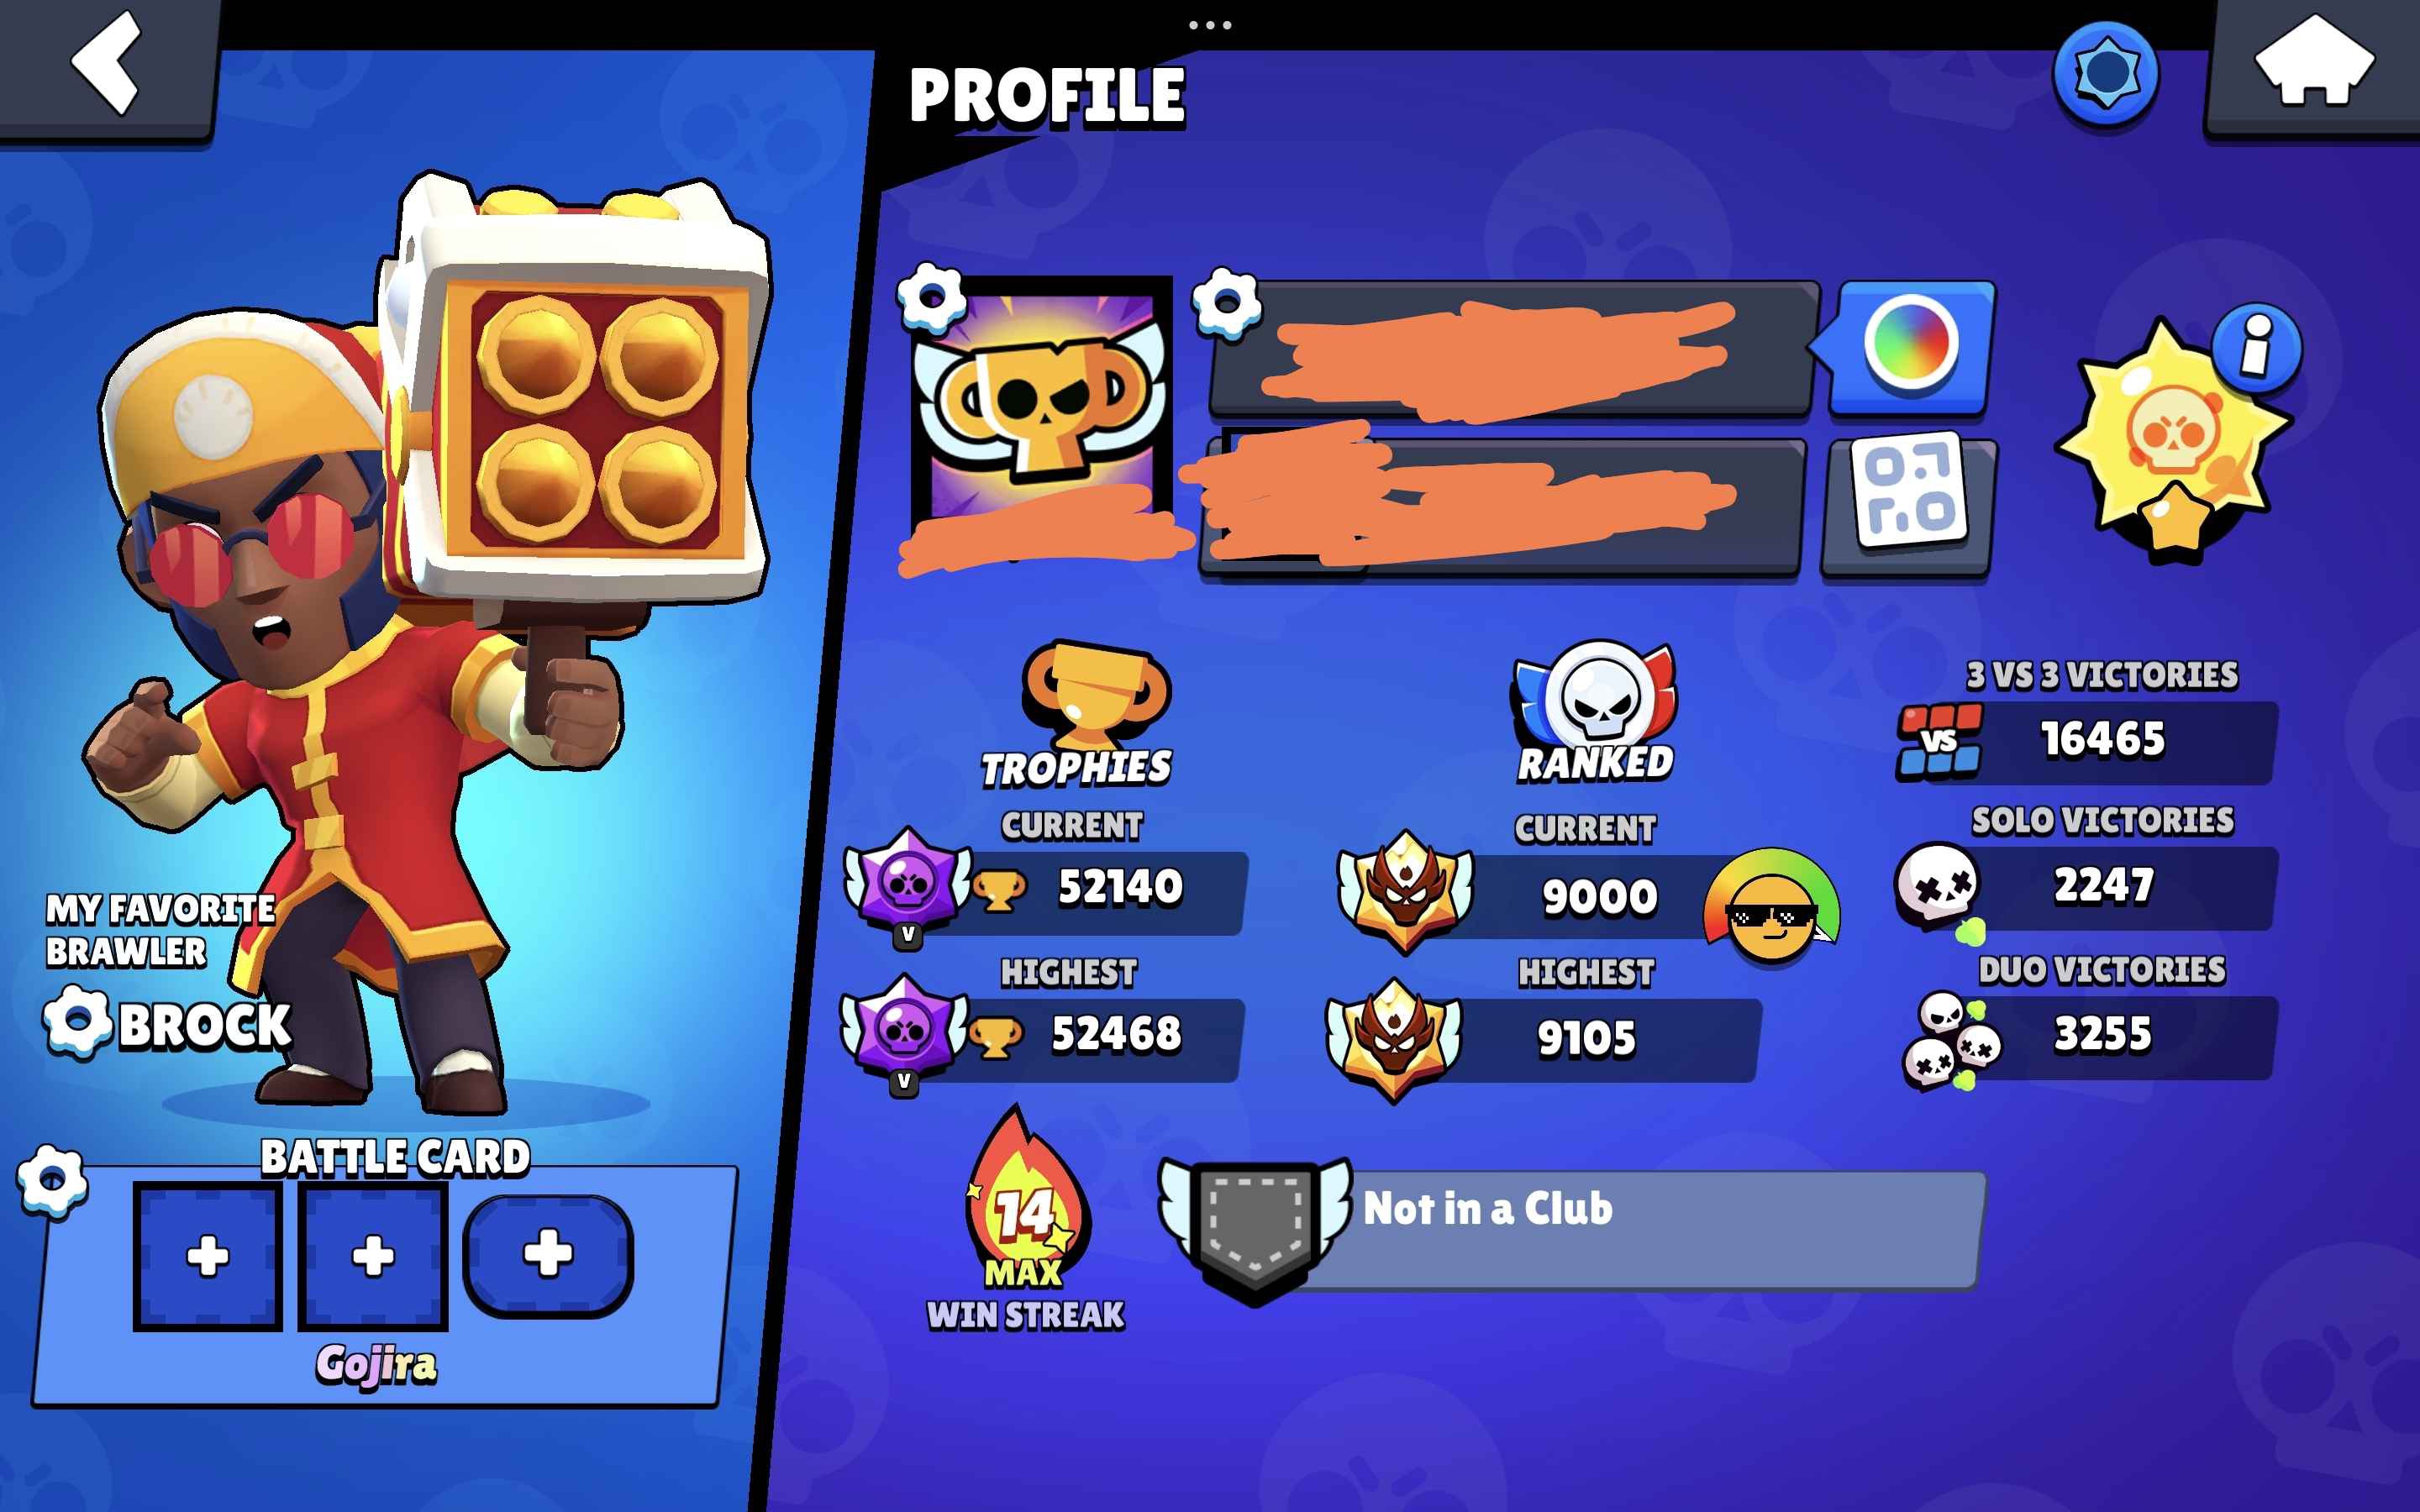 PROFILE
MY FAVORITE
BRAWLER
BROCK
BATTLE CARD
Gojira
TROPHIES
CURRENT
52140
V
HIGHEST
52468
V
RANKED
CURRENT
9000
HIGHEST
9105
3 VS 3 VICTORIES
VS
16465
SOLO VICTORIES
2247
DUO VICTORIES
3255
14
MAX
WIN STREAK
Not in a Club